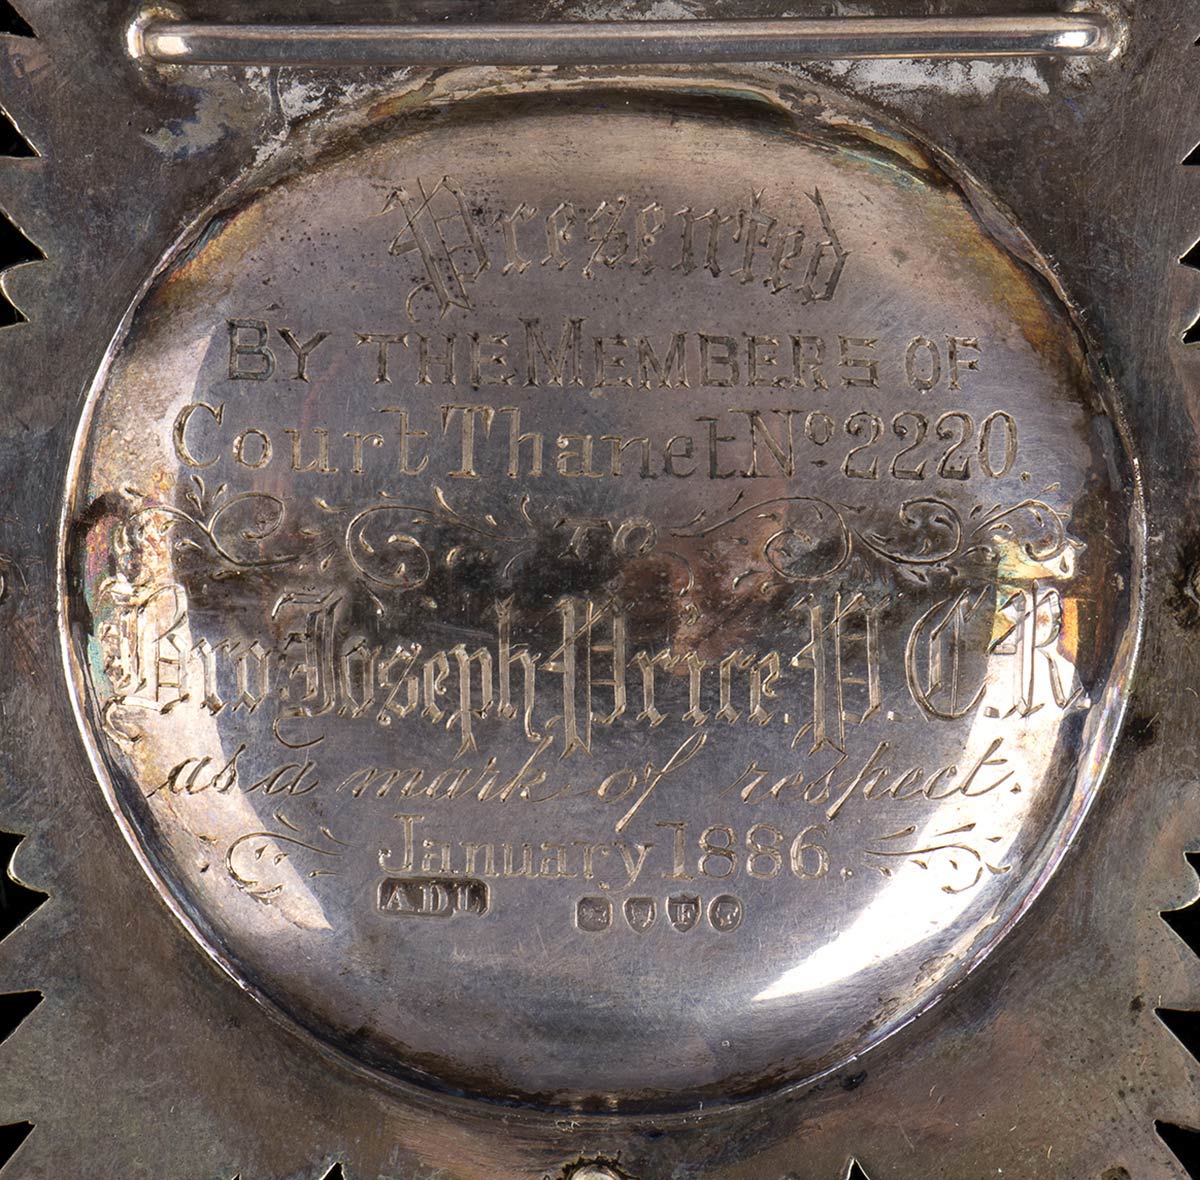 Presented
BY THE MEMBERS OF
Court Thanet No 2220.
TO
Bro Joseph Price. P. C. R.
as a mark of respect.
January 1886.
A.D.L,